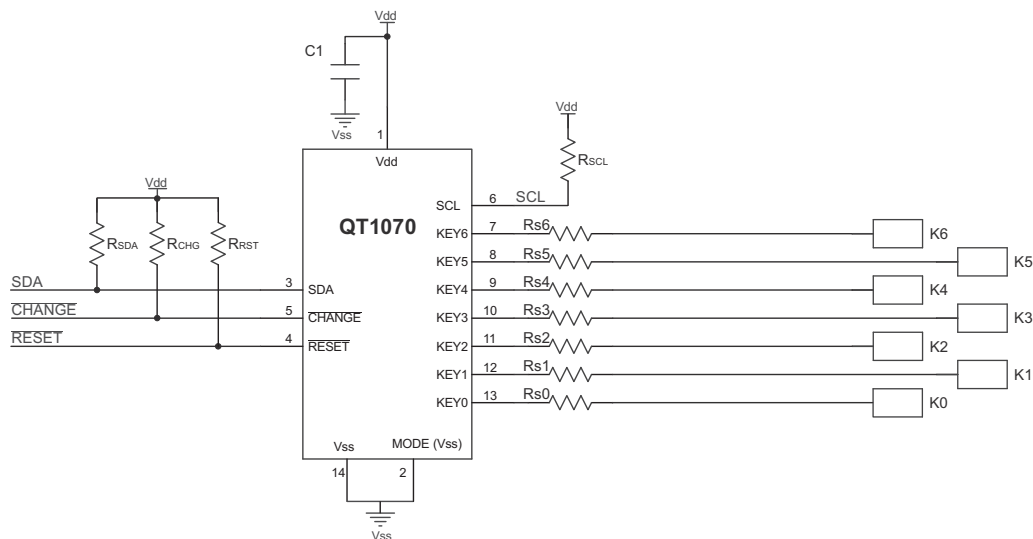 Vdd
C1
Vss
1
Vdd
Vdd
RSCL
Vdd
RSDA
RCHG
RRST
QT1070
SCL
6
SCL
KEY6
7
Rs6
K6
KEY5
8
Rs5
K5
SDA
3
SDA
KEY4
9
Rs4
K4
CHANGE
5
CHANGE
KEY3
10
Rs3
K3
RESET
4
RESET
KEY2
11
Rs2
K2
KEY1
12
Rs1
K1
KEY0
13
Rs0
K0
Vss
MODE (Vss)
14
2
Vss